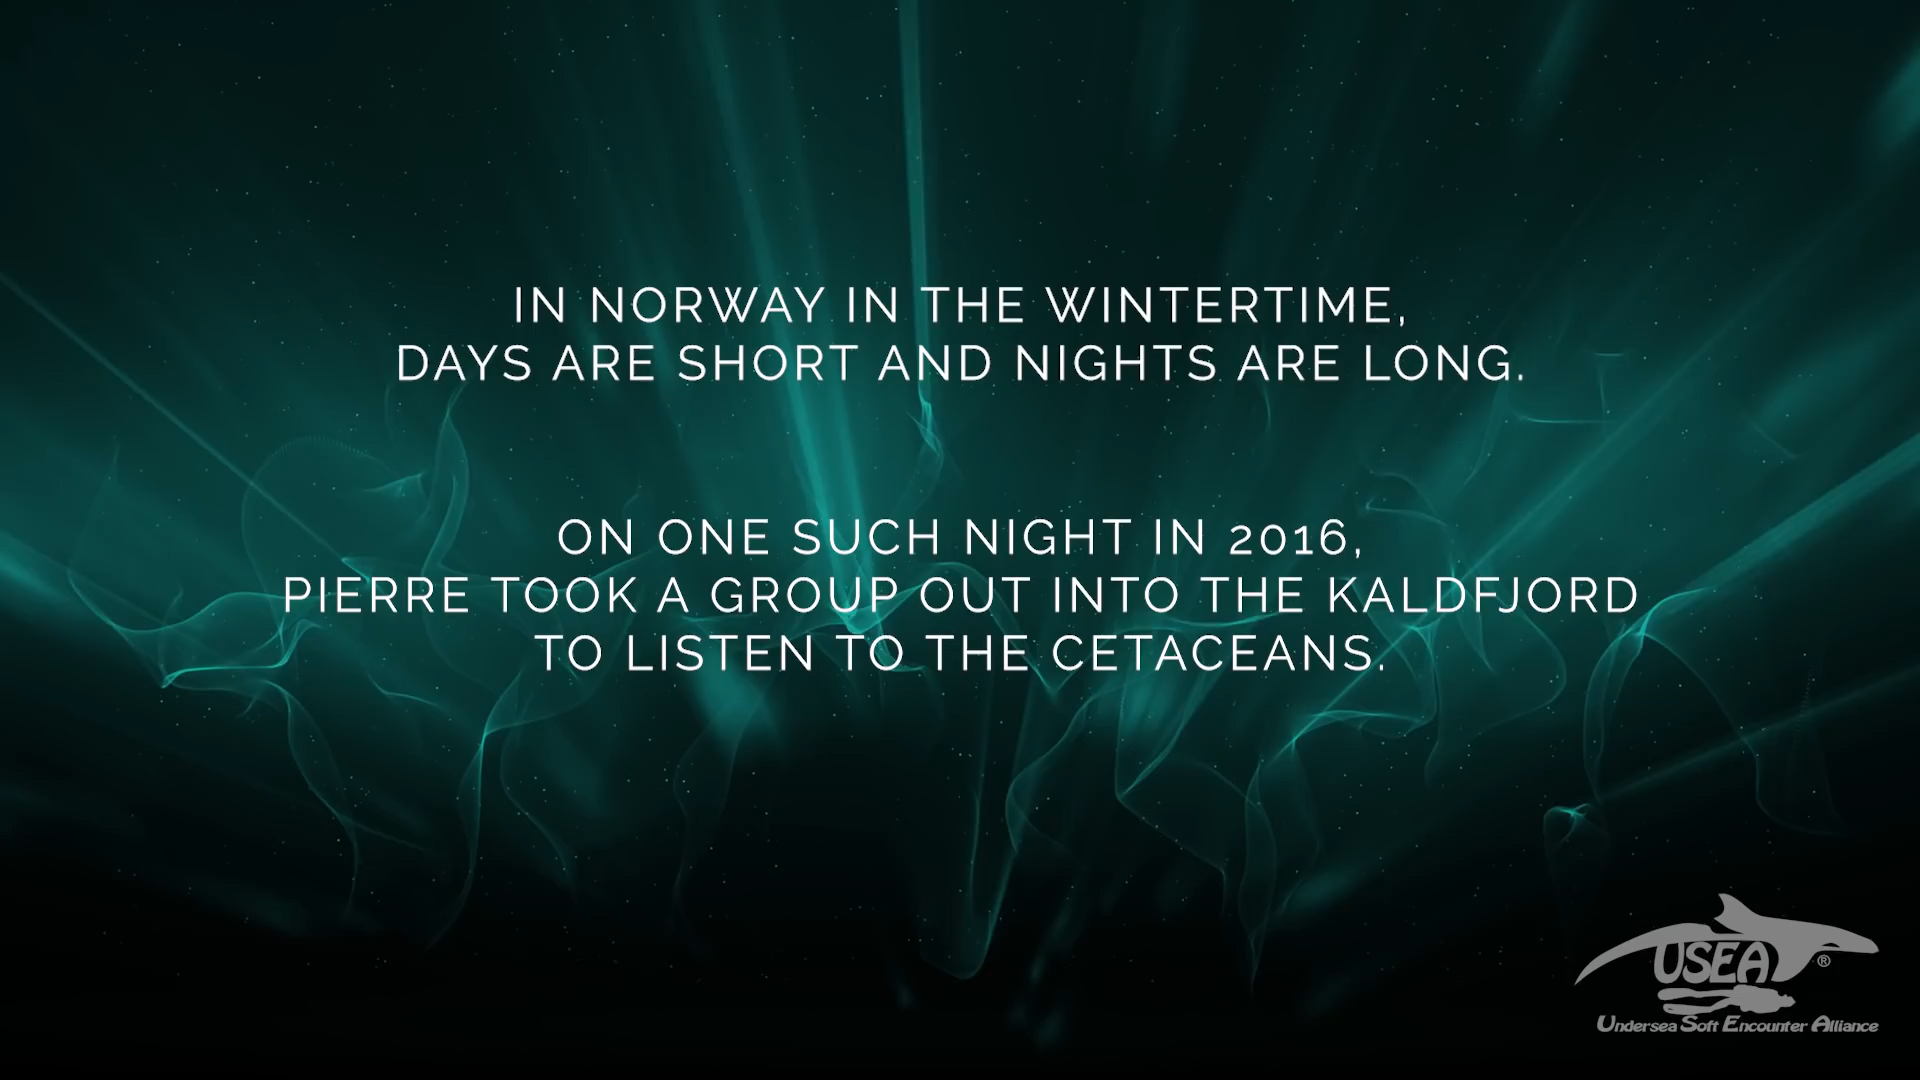 IN NORWAY IN THE WINTERTIME,
DAYS ARE SHORT AND NIGHTS ARE LONG.
ON ONE SUCH NIGHT IN 2016,
PIERRE TOOK A GROUP OUT INTO THE KALDFJORD
TO LISTEN TO THE CETACEANS.
USEA ®
Undersea Soft Encounter Alliance